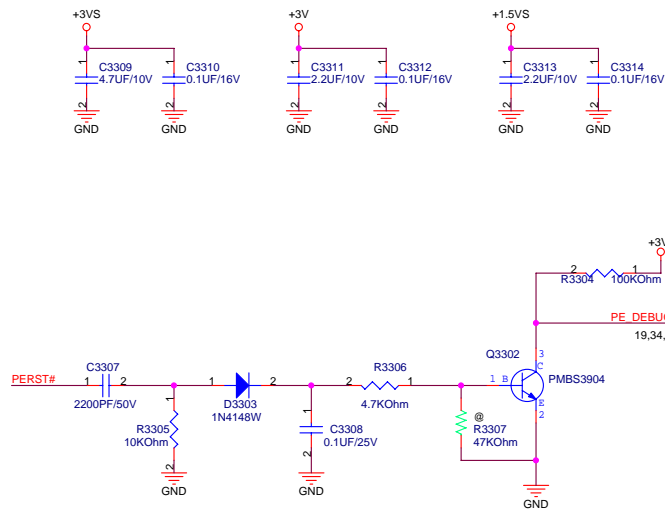 +3VS
+3V
+1.5VS
1
C3309
4.7UF/10V
2
GND
1
C3310
0.1UF/16V
2
GND
1
C3311
2.2UF/10V
2
GND
1
C3312
0.1UF/16V
2
GND
1
C3313
2.2UF/10V
2
GND
1
C3314
0.1UF/16V
2
GND
+3V
2
R3304
1
100KOhm
PE_DEBU
19,34,
PERST#
1
C3307
2
2200PF/50V
1
R3305
10KOhm
2
GND
1
D3303
2
1N4148W
1
C3308
0.1UF/25V
2
GND
2
R3306
1
4.7KOhm
@
R3307
47KOhm
Q3302
3
C
1
B
PMBS3904
E
2
GND